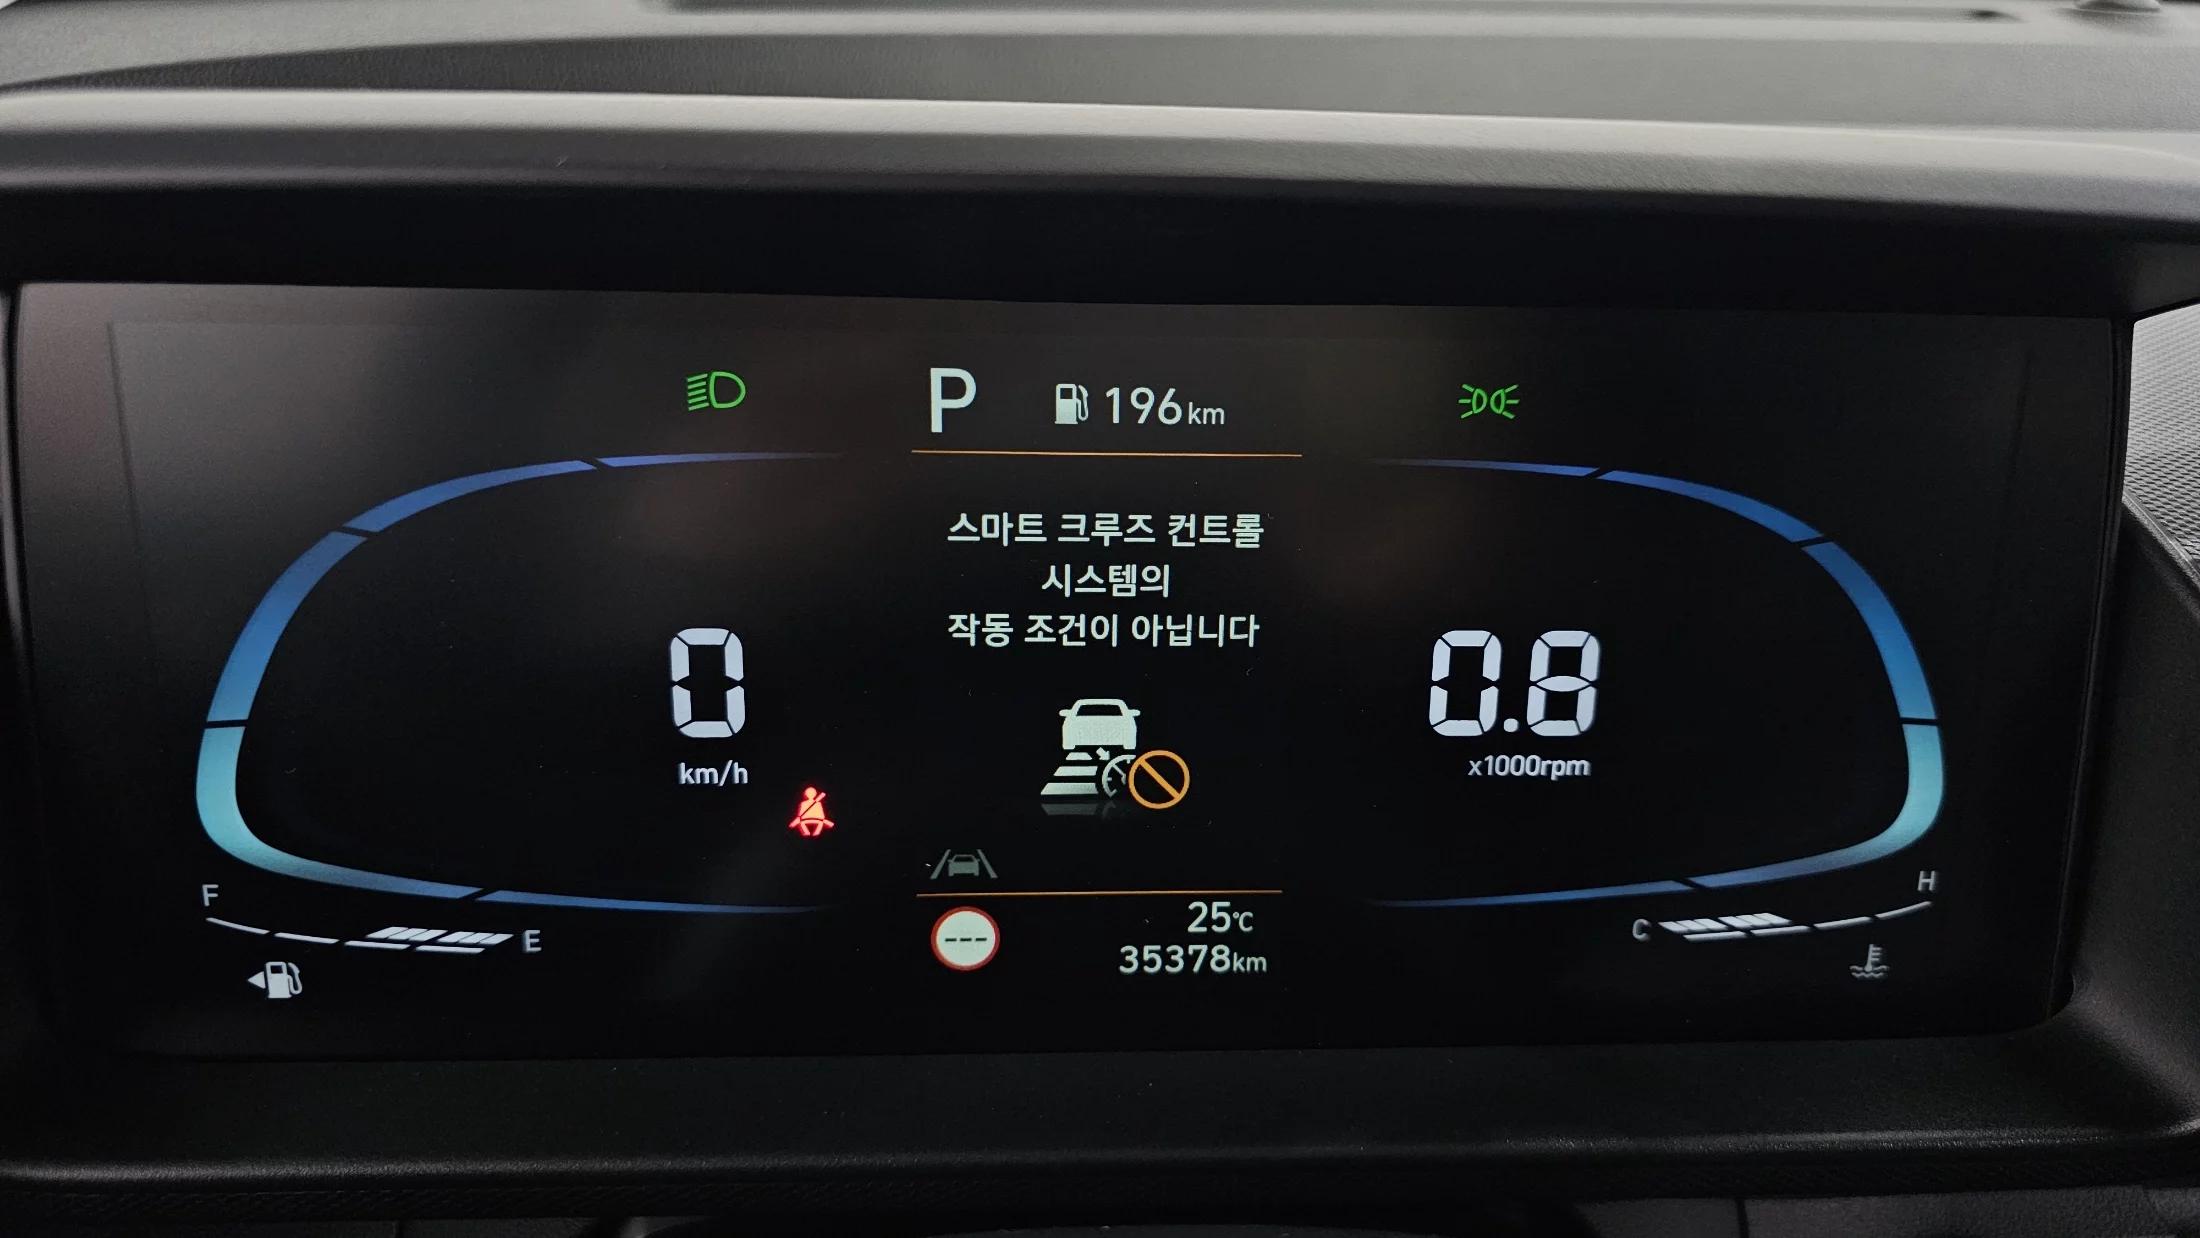 P 196km
스마트 크루즈 컨트롤
시스템의
작동 조건이 아닙니다
0
km/h
0.8
x1000rpm
F
E
C
H
---
25℃
35378km